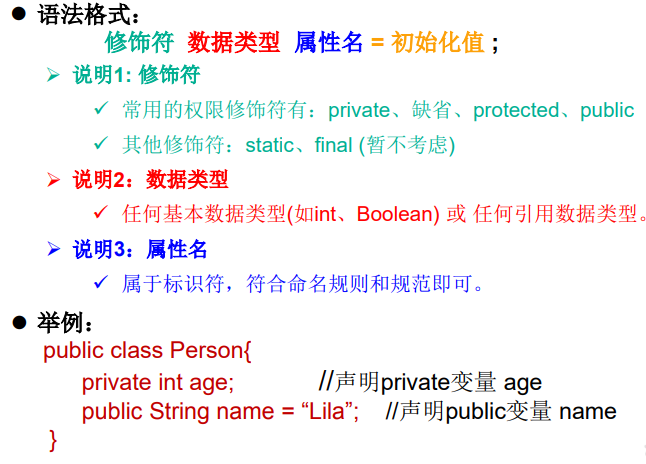 ● 语法格式：
修饰符 数据类型 属性名 = 初始化值 ;
➢ 说明1: 修饰符
✓ 常用的权限修饰符有：private、缺省、protected、public
✓ 其他修饰符：static、final (暂不考虑)
➢ 说明2：数据类型
✓ 任何基本数据类型(如int、Boolean) 或 任何引用数据类型。
➢ 说明3：属性名
✓ 属于标识符，符合命名规则和规范即可。
● 举例：
public class Person{
private int age; //声明private变量 age
public String name = “Lila”; //声明public变量 name
}